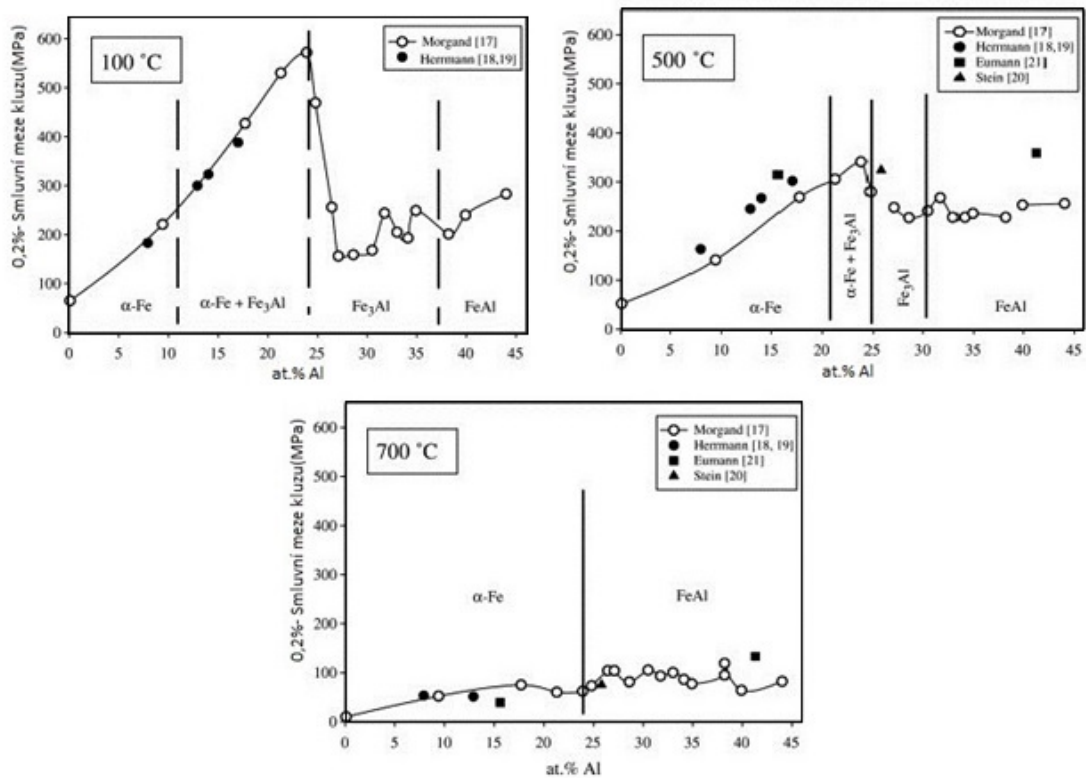 0,2%- Smluvní meze kluzu(MPa)
600
500
400
300
200
100
0
100 ˚C
Morgand [17]
Herrmann [18,19]
α-Fe
α-Fe + Fe₃Al
Fe₃Al
FeAl
0 5 10 15 20 25 30 35 40 45
at.% Al
0,2%- Smluvní meze kluzu(MPa)
600
500
400
300
200
100
0
500 ˚C
Morgand [17]
Herrmann [18,19]
Eumann [21]
Stein [20]
α-Fe
α-Fe + Fe₃Al
Fe₃Al
FeAl
0 5 10 15 20 25 30 35 40 45
at.% Al
0,2%- Smluvní meze kluzu(MPa)
600
500
400
300
200
100
0
700 ˚C
Morgand [17]
Herrmann [18, 19]
Eumann [21]
Stein [20]
α-Fe
FeAl
0 5 10 15 20 25 30 35 40 45
at.% Al